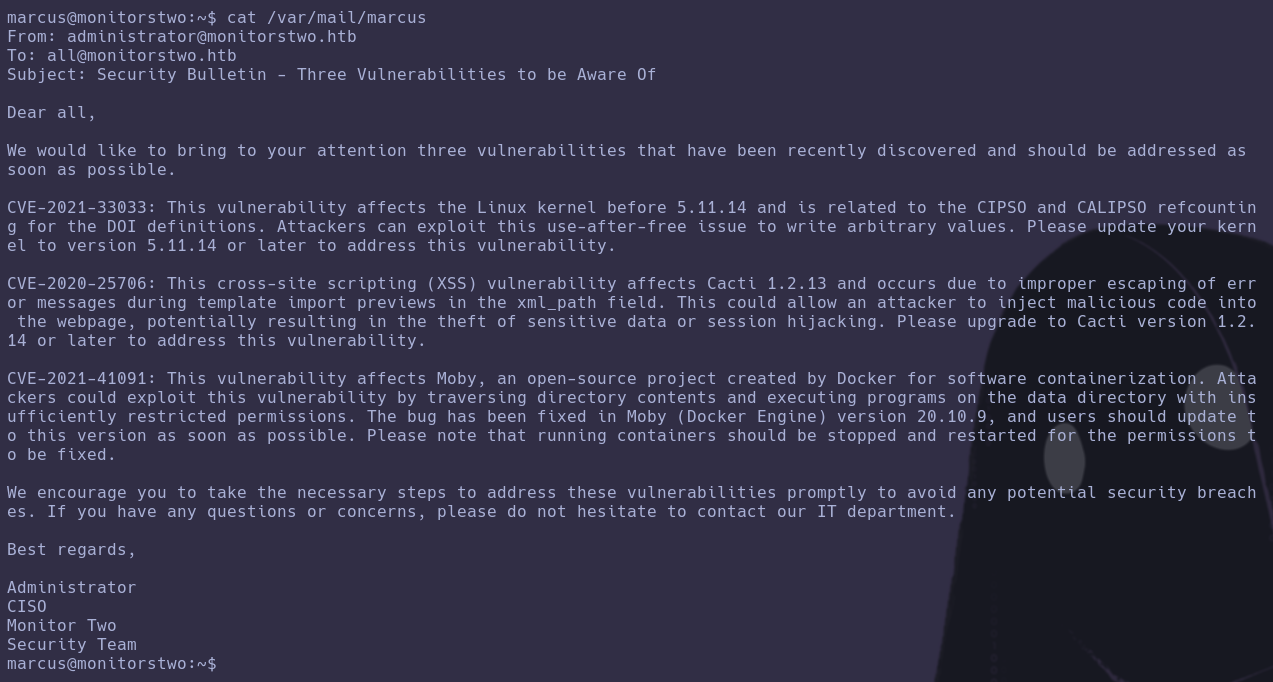 marcus@monitorstwo:~$ cat /var/mail/marcus
From: administrator@monitorstwo.htb
To: all@monitorstwo.htb
Subject: Security Bulletin - Three Vulnerabilities to be Aware Of
Dear all,
We would like to bring to your attention three vulnerabilities that have been recently discovered and should be addressed as
soon as possible.
CVE-2021-33033: This vulnerability affects the Linux kernel before 5.11.14 and is related to the CIPSO and CALIPSO refcountin
g for the DOI definitions. Attackers can exploit this use-after-free issue to write arbitrary values. Please update your kern
el to version 5.11.14 or later to address this vulnerability.
CVE-2020-25706: This cross-site scripting (XSS) vulnerability affects Cacti 1.2.13 and occurs due to improper escaping of err
or messages during template import previews in the xml_path field. This could allow an attacker to inject malicious code into
 the webpage, potentially resulting in the theft of sensitive data or session hijacking. Please upgrade to Cacti version 1.2.
14 or later to address this vulnerability.
CVE-2021-41091: This vulnerability affects Moby, an open-source project created by Docker for software containerization. Atta
ckers could exploit this vulnerability by traversing directory contents and executing programs on the data directory with ins
ufficiently restricted permissions. The bug has been fixed in Moby (Docker Engine) version 20.10.9, and users should update t
o this version as soon as possible. Please note that running containers should be stopped and restarted for the permissions t
o be fixed.
We encourage you to take the necessary steps to address these vulnerabilities promptly to avoid any potential security breach
es. If you have any questions or concerns, please do not hesitate to contact our IT department.
Best regards,
Administrator
CISO
Monitor Two
Security Team
marcus@monitorstwo:~$